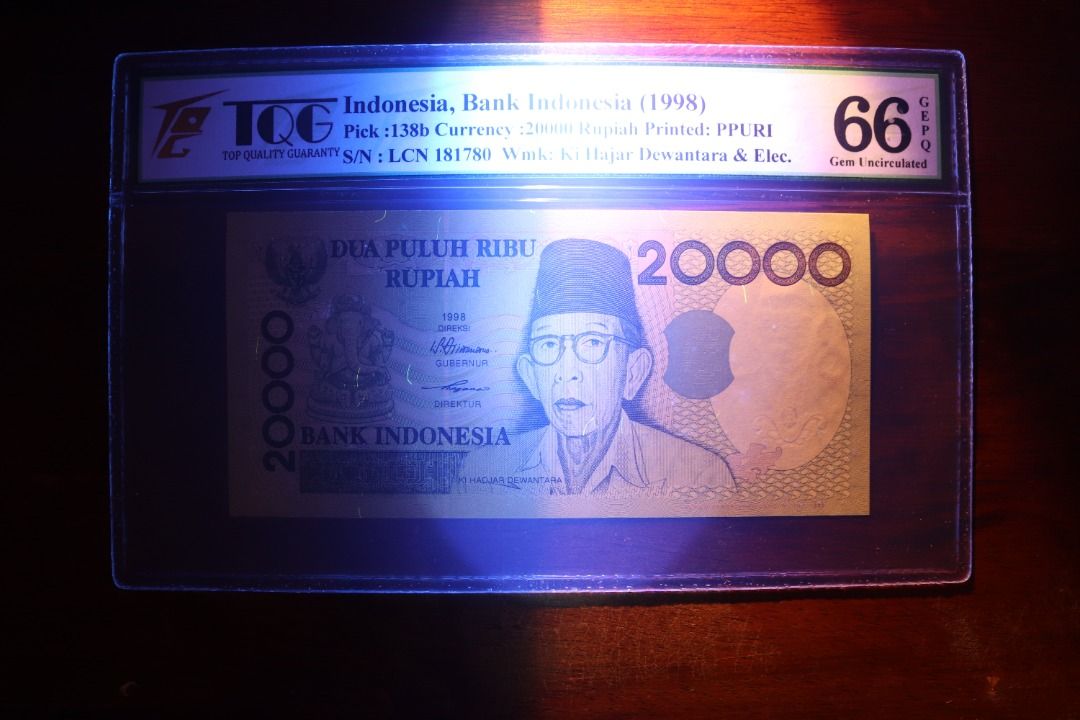 TQG
TOP QUALITY GUARANTY
Indonesia, Bank Indonesia (1998)
Pick :138b Currency :20000 Rupiah Printed: PPURI
S/N : LCN 181780 Wmk: Ki Hajar Dewantara & Elec.
66
GEPQ
Gem Uncirculated
DUA PULUH RIBU
RUPIAH
20000
1998
DIREKSI
GUBERNUR
DIREKTUR
20000
BANK INDONESIA
KI HADJAR DEWANTARA